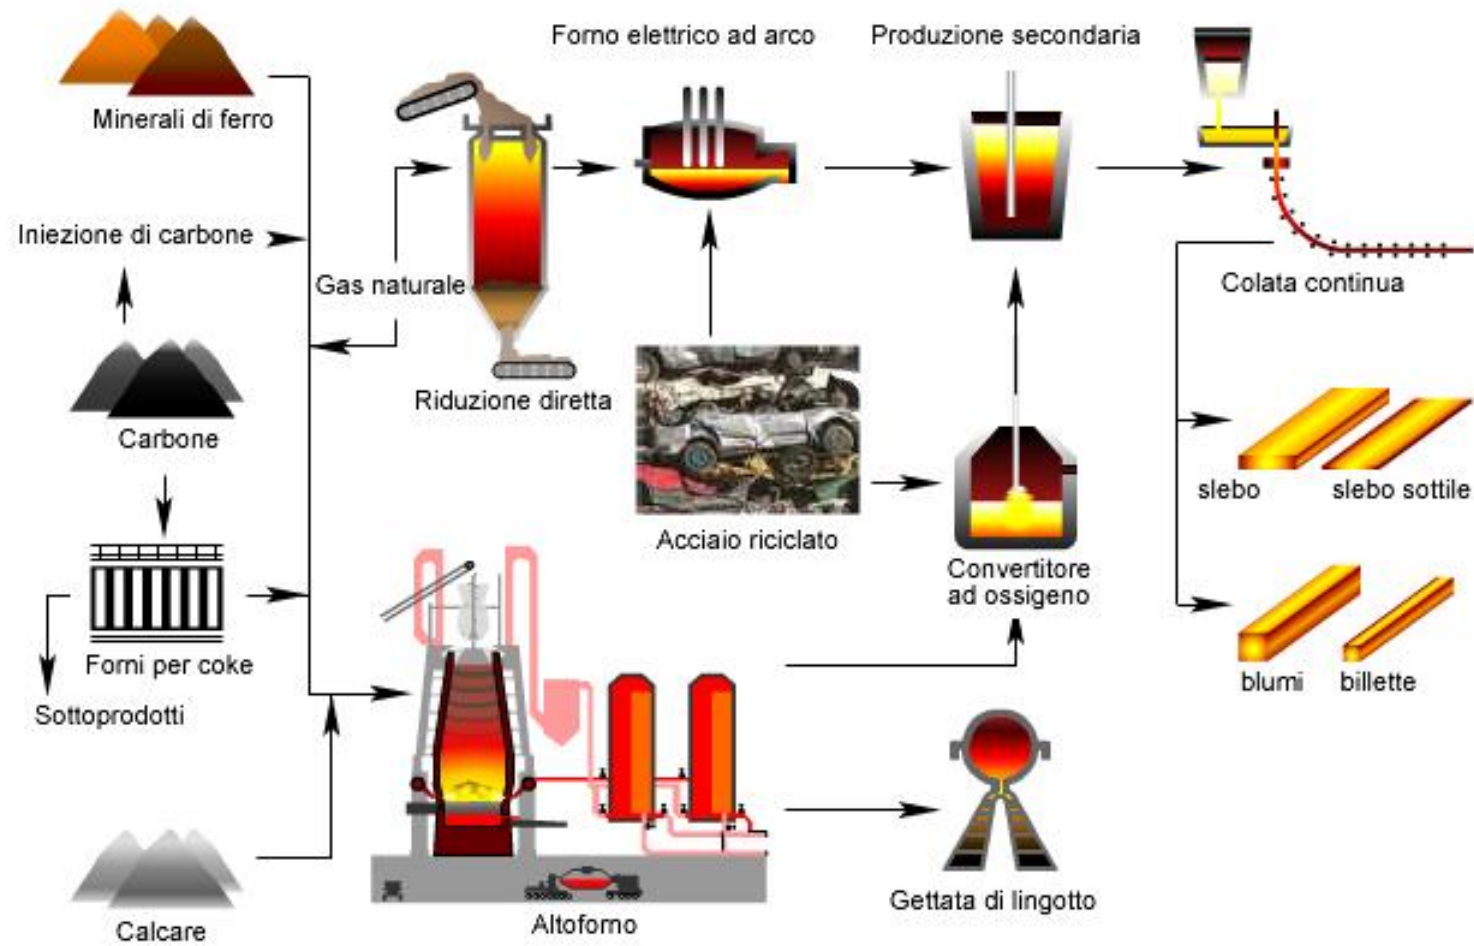 Forno elettrico ad arco
Produzione secondaria
Minerali di ferro
Iniezione di carbone
Gas naturale
Colata continua
Riduzione diretta
Carbone
slebo
slebo sottile
Acciaio riciclato
Convertitore
ad ossigeno
Forni per coke
blumi
billette
Sottoprodotti
Gettata di lingotto
Altoforno
Calcare